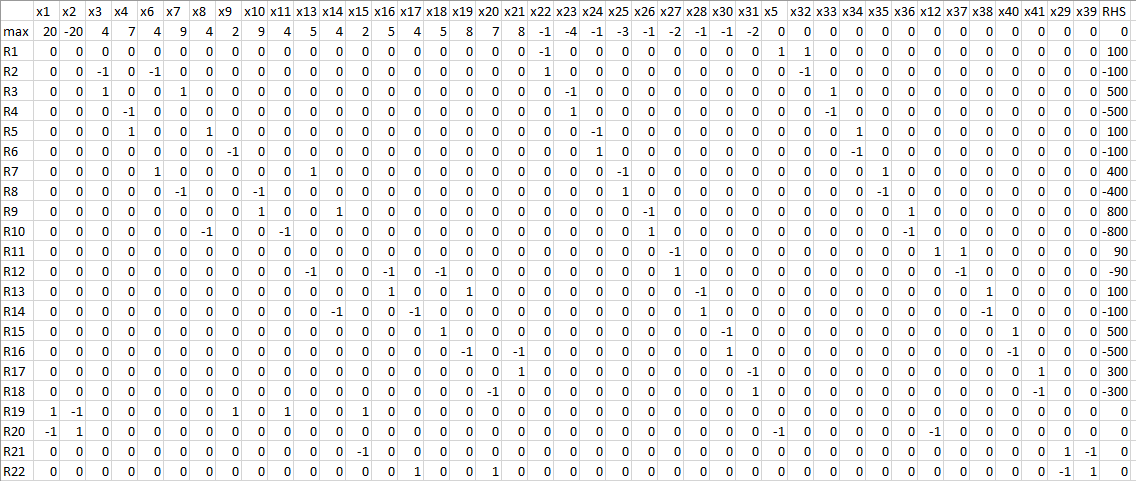 x1 x2 x3 x4 x6 x7 x8 x9 x10 x11 x13 x14 x15 x16 x17 x18 x19 x20 x21 x22 x23 x24 x25 x26 x27 x28 x30 x31 x5 x32 x33 x34 x35 x36 x12 x37 x38 x40 x41 x29 x39 RHS
max 20 -20 4 7 4 9 4 2 9 4 5 4 2 5 4 5 8 7 8 -1 -4 -1 -3 -1 -2 -1 -1 -2 0 0 0 0 0 0 0 0 0 0 0 0 0 0
R1 0 0 0 0 0 0 0 0 0 0 0 0 0 0 0 0 0 0 0 -1 0 0 0 0 0 0 0 0 1 1 0 0 0 0 0 0 0 0 0 0 0 100
R2 0 0 -1 0 -1 0 0 0 0 0 0 0 0 0 0 0 0 0 0 1 0 0 0 0 0 0 0 0 0 -1 0 0 0 0 0 0 0 0 0 0 0 -100
R3 0 0 1 0 0 1 0 0 0 0 0 0 0 0 0 0 0 0 0 0 -1 0 0 0 0 0 0 0 0 0 1 0 0 0 0 0 0 0 0 0 0 500
R4 0 0 0 -1 0 0 0 0 0 0 0 0 0 0 0 0 0 0 0 0 1 0 0 0 0 0 0 0 0 0 -1 0 0 0 0 0 0 0 0 0 0 -500
R5 0 0 0 1 0 0 1 0 0 0 0 0 0 0 0 0 0 0 0 0 0 -1 0 0 0 0 0 0 0 0 0 1 0 0 0 0 0 0 0 0 0 100
R6 0 0 0 0 0 0 0 -1 0 0 0 0 0 0 0 0 0 0 0 0 0 1 0 0 0 0 0 0 0 0 0 -1 0 0 0 0 0 0 0 0 0 -100
R7 0 0 0 0 1 0 0 0 0 0 1 0 0 0 0 0 0 0 0 0 0 0 -1 0 0 0 0 0 0 0 0 0 1 0 0 0 0 0 0 0 0 400
R8 0 0 0 0 0 -1 0 0 -1 0 0 0 0 0 0 0 0 0 0 0 0 0 1 0 0 0 0 0 0 0 0 0 -1 0 0 0 0 0 0 0 0 -400
R9 0 0 0 0 0 0 0 0 1 0 0 1 0 0 0 0 0 0 0 0 0 0 0 -1 0 0 0 0 0 0 0 0 0 1 0 0 0 0 0 0 0 800
R10 0 0 0 0 0 0 -1 0 0 -1 0 0 0 0 0 0 0 0 0 0 0 0 0 1 0 0 0 0 0 0 0 0 0 -1 0 0 0 0 0 0 0 -800
R11 0 0 0 0 0 0 0 0 0 0 0 0 0 0 0 0 0 0 0 0 0 0 0 0 -1 0 0 0 0 0 0 0 0 0 1 1 0 0 0 0 0 90
R12 0 0 0 0 0 0 0 0 0 0 -1 0 0 -1 0 -1 0 0 0 0 0 0 0 0 1 0 0 0 0 0 0 0 0 0 0 -1 0 0 0 0 0 -90
R13 0 0 0 0 0 0 0 0 0 0 0 0 0 1 0 0 1 0 0 0 0 0 0 0 0 -1 0 0 0 0 0 0 0 0 0 0 1 0 0 0 0 100
R14 0 0 0 0 0 0 0 0 0 0 0 -1 0 0 -1 0 0 0 0 0 0 0 0 0 0 1 0 0 0 0 0 0 0 0 0 0 -1 0 0 0 0 -100
R15 0 0 0 0 0 0 0 0 0 0 0 0 0 0 0 1 0 0 0 0 0 0 0 0 0 0 -1 0 0 0 0 0 0 0 0 0 0 1 0 0 0 500
R16 0 0 0 0 0 0 0 0 0 0 0 0 0 0 0 0 -1 0 -1 0 0 0 0 0 0 0 1 0 0 0 0 0 0 0 0 0 0 -1 0 0 0 -500
R17 0 0 0 0 0 0 0 0 0 0 0 0 0 0 0 0 0 0 1 0 0 0 0 0 0 0 0 -1 0 0 0 0 0 0 0 0 0 0 1 0 0 300
R18 0 0 0 0 0 0 0 0 0 0 0 0 0 0 0 0 0 -1 0 0 0 0 0 0 0 0 0 1 0 0 0 0 0 0 0 0 0 0 -1 0 0 -300
R19 1 -1 0 0 0 0 0 1 0 1 0 0 1 0 0 0 0 0 0 0 0 0 0 0 0 0 0 0 0 0 0 0 0 0 0 0 0 0 0 0 0 0
R20 -1 1 0 0 0 0 0 0 0 0 0 0 0 0 0 0 0 0 0 0 0 0 0 0 0 0 0 0 -1 0 0 0 0 0 -1 0 0 0 0 0 0 0
R21 0 0 0 0 0 0 0 0 0 0 0 0 -1 0 0 0 0 0 0 0 0 0 0 0 0 0 0 0 0 0 0 0 0 0 0 0 0 0 0 1 -1 0
R22 0 0 0 0 0 0 0 0 0 0 0 0 0 0 1 0 0 1 0 0 0 0 0 0 0 0 0 0 0 0 0 0 0 0 0 0 0 0 0 -1 1 0